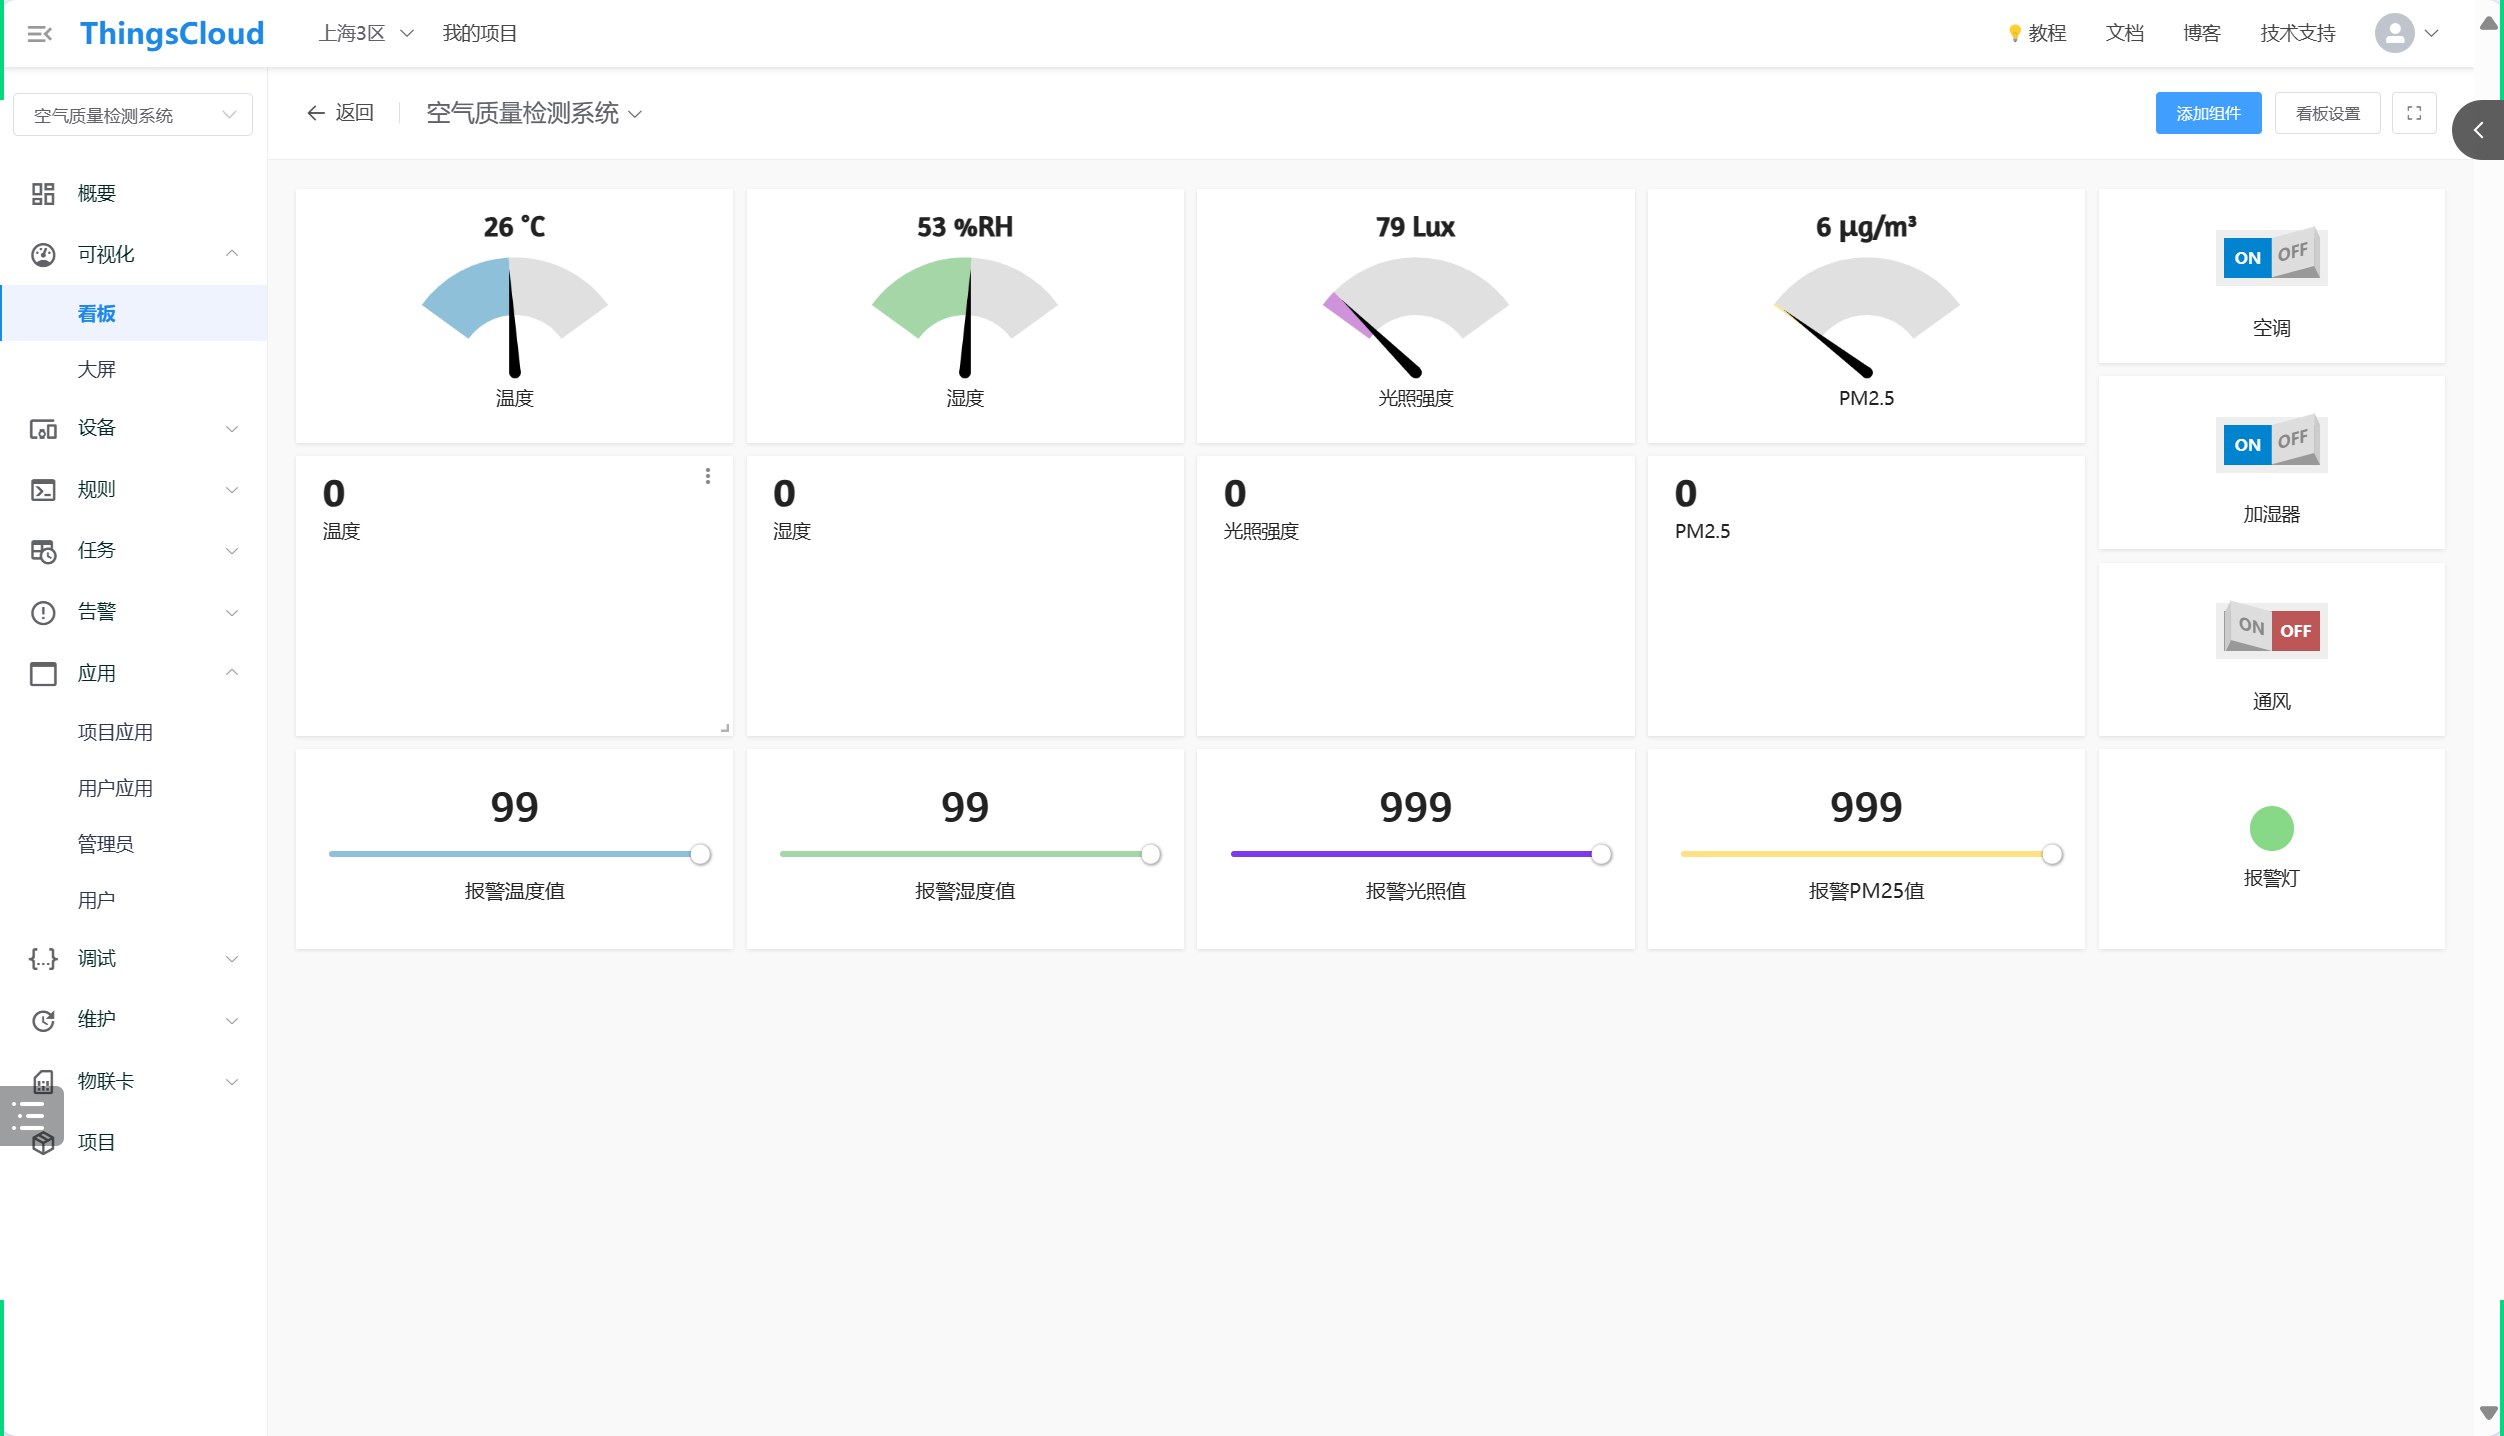 ThingsCloud
上海3区
我的项目
教程
文档
博客
技术支持
空气质量检测系统
概要
可视化
看板
大屏
设备
规则
任务
告警
应用
项目应用
用户应用
管理员
用户
调试
维护
物联卡
项目
返回
空气质量检测系统
添加组件
看板设置
26 °C
温度
53 %RH
湿度
79 Lux
光照强度
6 μg/m³
PM2.5
ON OFF
空调
0
温度
0
湿度
0
光照强度
0
PM2.5
ON OFF
加湿器
ON OFF
通风
99
报警温度值
99
报警湿度值
999
报警光照值
999
报警PM25值
报警灯